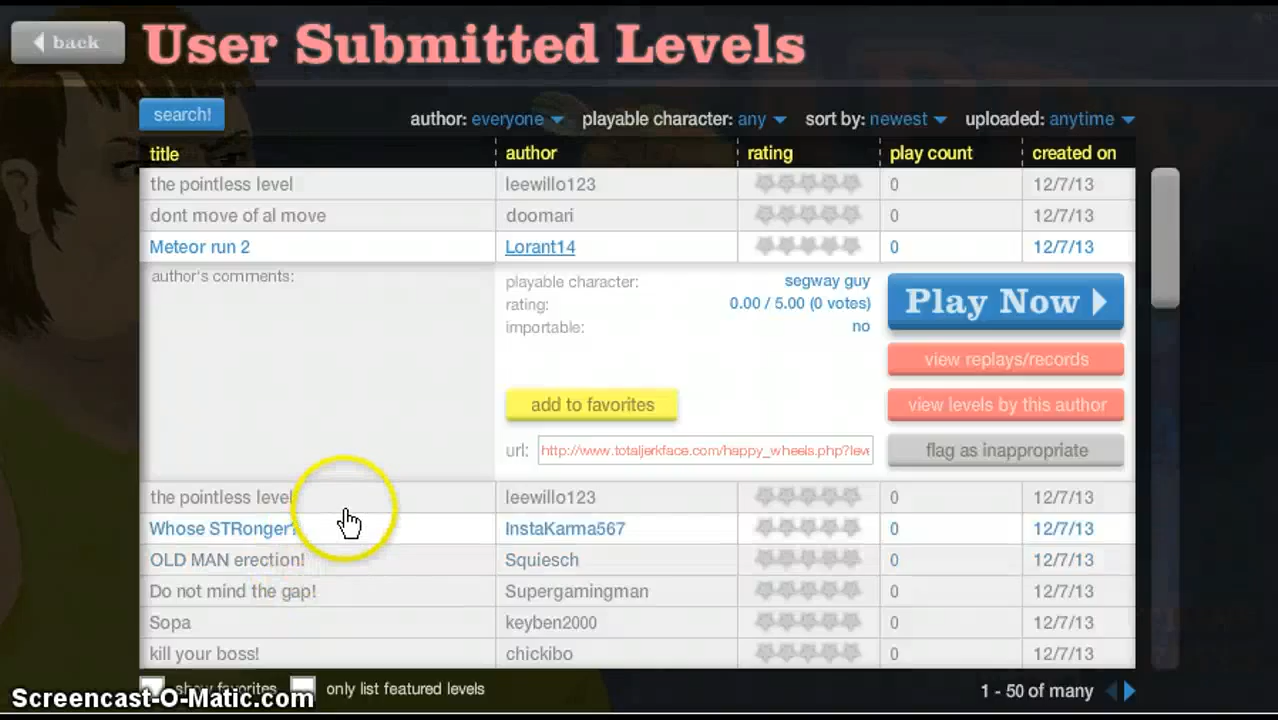 back
User Submitted Levels
search!
author: everyone playable character: any sort by: newest uploaded: anytime
title author rating play count created on
the pointless level leewillo123 0 12/7/13
dont move of al move doomari 0 12/7/13
Meteor run 2 Lorant14 0 12/7/13
author's comments:
playable character: segway guy
rating: 0.00 / 5.00 (0 votes)
importable: no
Play Now
view replays/records
add to favorites
view levels by this author
url: http://www.totaljerkface.com/happy_wheels.php?leve
flag as inappropriate
the pointless level leewillo123 0 12/7/13
Whose STRonger? InstaKarma567 0 12/7/13
OLD MAN erection! Squiesch 0 12/7/13
Do not mind the gap! Supergamingman 0 12/7/13
Sopa keyben2000 0 12/7/13
kill your boss! chickibo 0 12/7/13
show favorites only list featured levels 1 - 50 of many
Screencast-O-Matic.com